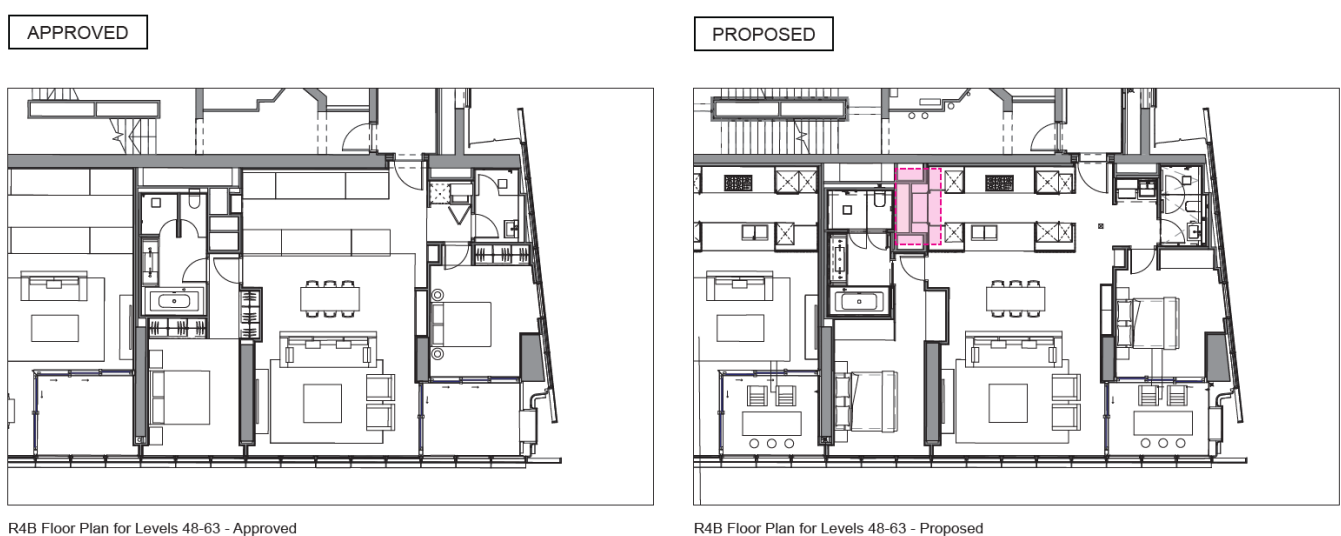 APPROVED
PROPOSED
R4B Floor Plan for Levels 48-63 - Approved
R4B Floor Plan for Levels 48-63 - Proposed